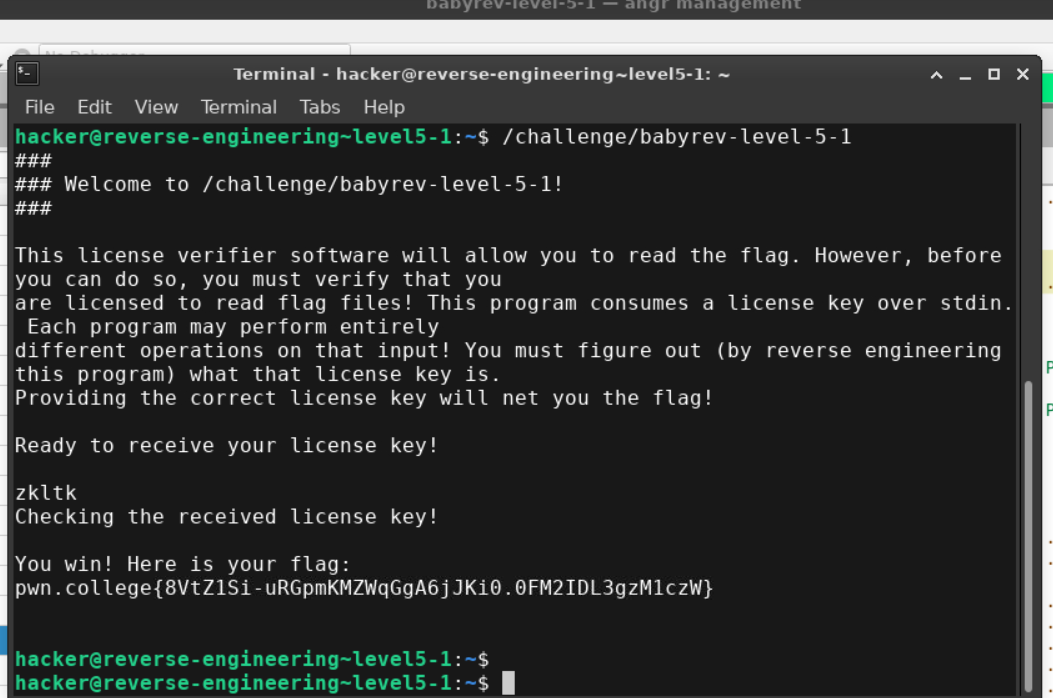 babyrev-level-5-1 — angr management
No Debugger
Terminal - hacker@reverse-engineering~level5-1: ~
File Edit View Terminal Tabs Help
hacker@reverse-engineering~level5-1:~$ /challenge/babyrev-level-5-1
###
### Welcome to /challenge/babyrev-level-5-1!
###
This license verifier software will allow you to read the flag. However, before
you can do so, you must verify that you
are licensed to read flag files! This program consumes a license key over stdin.
Each program may perform entirely
different operations on that input! You must figure out (by reverse engineering
this program) what that license key is.
Providing the correct license key will net you the flag!
Ready to receive your license key!
zkltk
Checking the received license key!
You win! Here is your flag:
pwn.college{8VtZ1Si-uRGpmKMZWqGgA6jJKi0.0FM2IDL3gzM1czW}
hacker@reverse-engineering~level5-1:~$
hacker@reverse-engineering~level5-1:~$